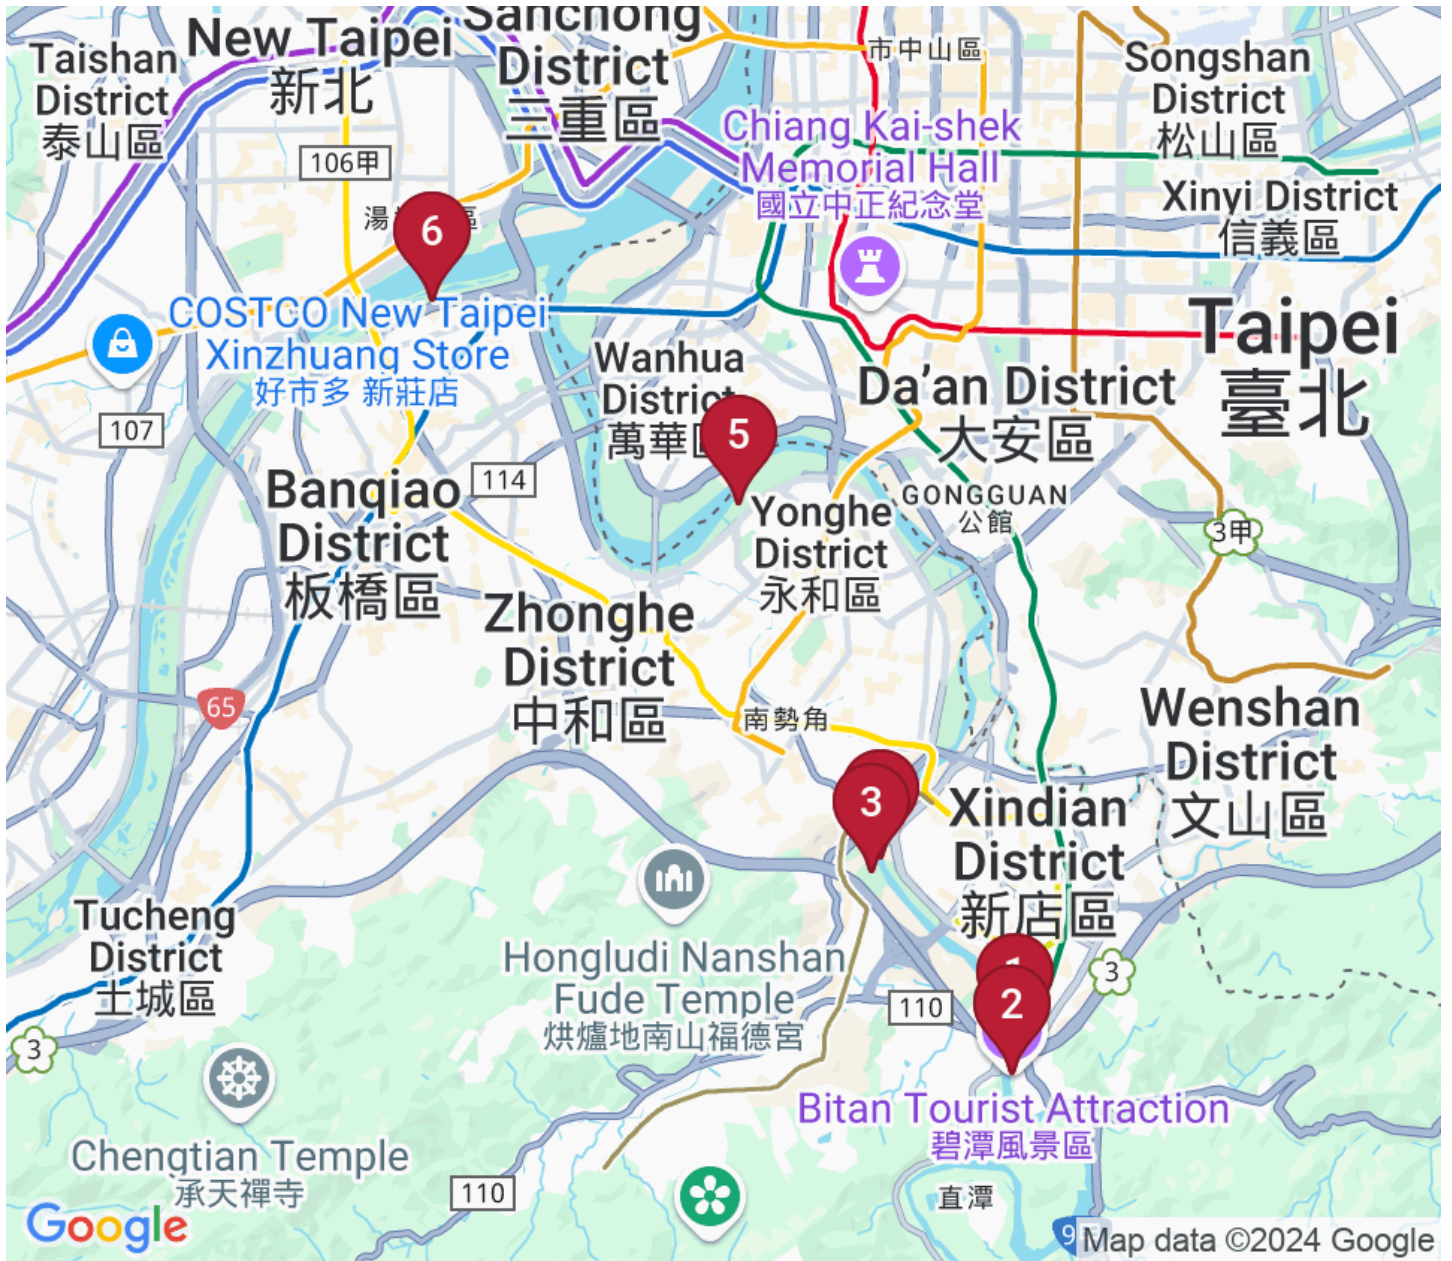 Sanchong
District
三重區
New Taipei
新北
Taishan
District
泰山區
市中山區
Songshan
District
松山區
Chiang Kai-shek
Memorial Hall
國立中正紀念堂
106甲
Xinyi District
信義區
6
COSTCO New Taipei
Xinzhuang Store
好市多 新莊店
Taipei
臺北
Wanhua
District
萬華
Da'an District
大安區
107
5
114
Banqiao
District
板橋區
GONGGUAN
公館
Yonghe
District
永和區
3甲
Zhonghe
District
中和區
65
南勢角
Wenshan
District
文山區
3
Xindian
District
新店區
Tucheng
District
土城區
Hongludi Nanshan
Fude Temple
烘爐地南山福德宮
3
110
2
3
Bitan Tourist Attraction
碧潭風景區
Chengtian Temple
承天禪寺
110
直潭
Google
9
Map data ©2024 Google